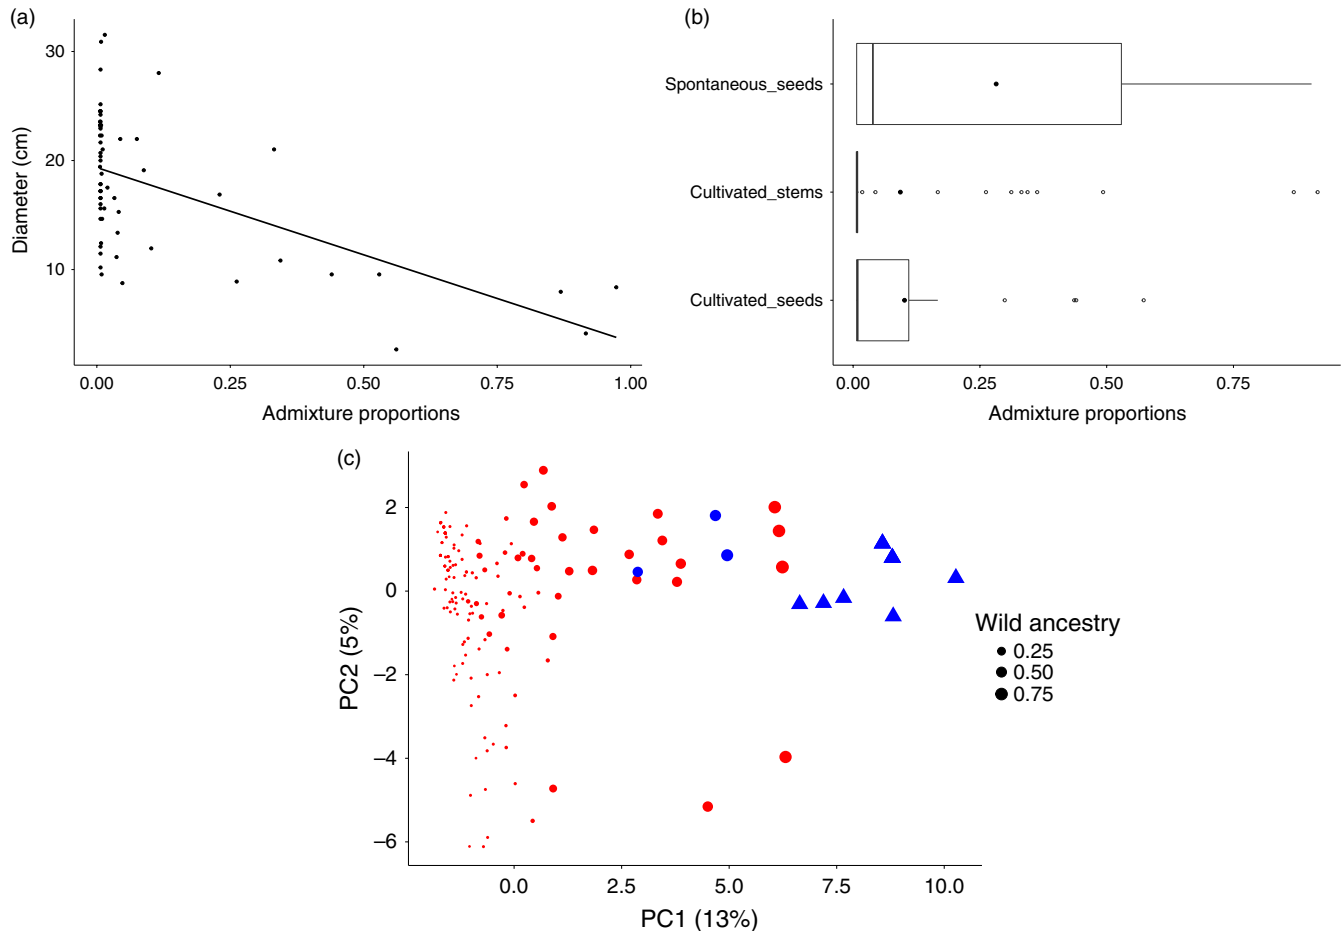 (a)
30
20
10
Diameter (cm)
0.00 0.25 0.50 0.75 1.00
Admixture proportions
(b)
Spontaneous_seeds
Cultivated_stems
Cultivated_seeds
0.00 0.25 0.50 0.75
Admixture proportions
(c)
2
0
−2
−4
−6
PC2 (5%)
0.0 2.5 5.0 7.5 10.0
PC1 (13%)
Wild ancestry
0.25
0.50
0.75